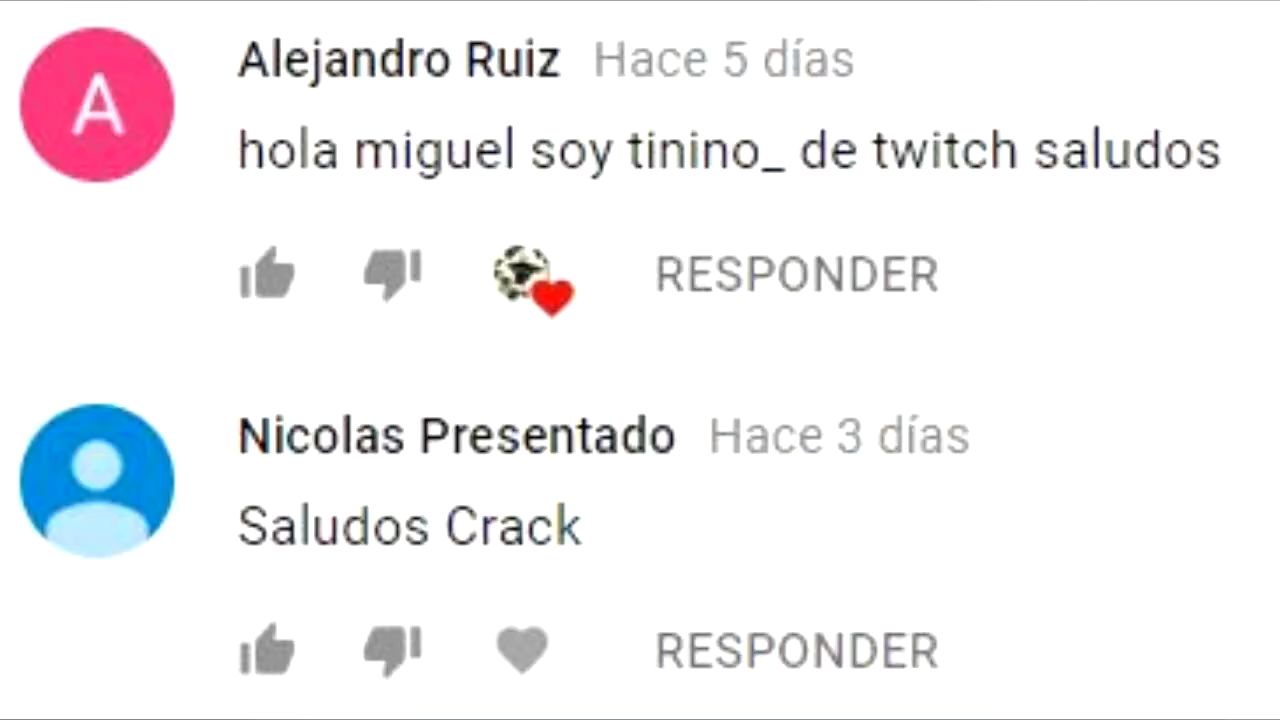 Alejandro Ruiz Hace 5 días
hola miguel soy tinino_ de twitch saludos
RESPONDER
Nicolas Presentado Hace 3 días
Saludos Crack
RESPONDER